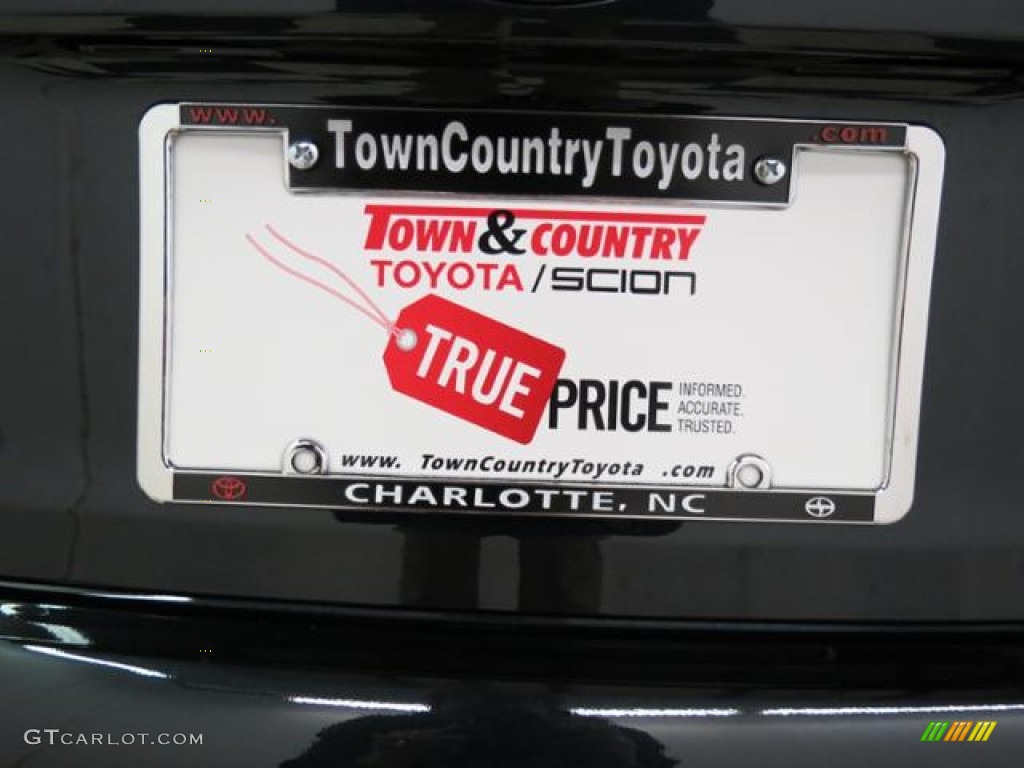 www. TownCountryToyota .com
TOWN & COUNTRY
TOYOTA / SCION
TRUE PRICE
INFORMED.
ACCURATE.
TRUSTED.
www. TownCountryToyota .com
CHARLOTTE, NC
GTCARLOT.COM